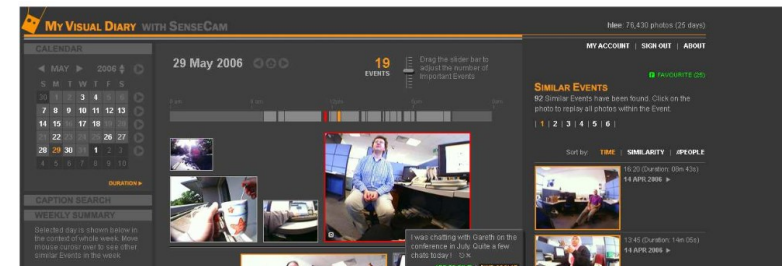 MY VISUAL DIARY WITH SENSECAM
hlee: 76,430 photos (25 days)
MY ACCOUNT | SIGN OUT | ABOUT
CALENDAR
MAY 2006
S M T W T F S
30 1 2 3 4 5 6
7 8 9 10 11 12 13
14 15 16 17 18 19 20
21 22 23 24 25 26 27
28 29 30 31 1 2 3
4 5 6 7 8 9 10
DURATION
CAPTION SEARCH
WEEKLY SUMMARY
Selected day is shown below in
the context of whole week. Move
mouse cursor over to see other
similar Events in the week
29 May 2006
19
EVENTS
Drag the slider bar to
adjust the number of
Important Events
12pm
I was chatting with Gareth on the
conference in July. Quite a few
chats today!
FAVOURITE (25)
SIMILAR EVENTS
92 Similar Events have been found. Click on the
photo to replay all photos within the Event.
| 1 | 2 | 3 | 4 | 5 | 6 |
Sort by: TIME | SIMILARITY | #PEOPLE
16:20 (Duration: 08m 43s)
14 APR 2006
13:45 (Duration: 14m 05s)
14 APR 2006